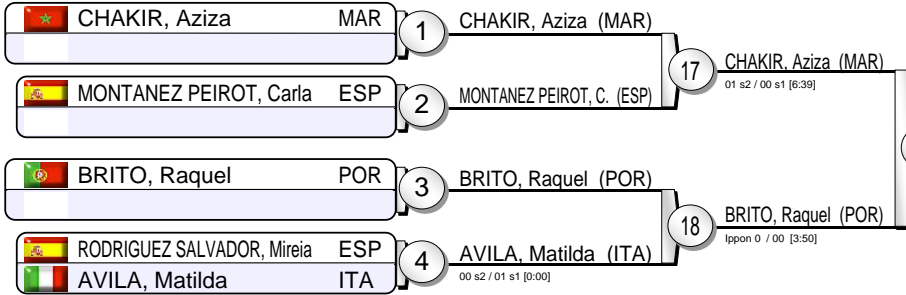 CHAKIR, Aziza MAR
1
CHAKIR, Aziza (MAR)
17
CHAKIR, Aziza (MAR)
01 s2 / 00 s1 [6:39]
MONTANEZ PEIROT, Carla ESP
2
MONTANEZ PEIROT, C. (ESP)
BRITO, Raquel POR
3
BRITO, Raquel (POR)
18
BRITO, Raquel (POR)
Ippon 0 / 00 [3:50]
RODRIGUEZ SALVADOR, Mireia ESP
AVILA, Matilda ITA
4
AVILA, Matilda (ITA)
00 s2 / 01 s1 [0:00]